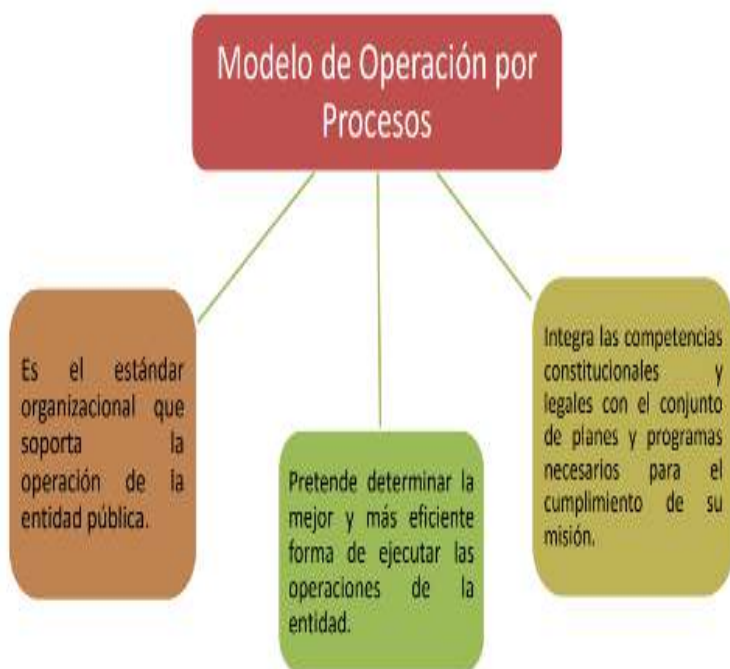 Modelo de Operación por
Procesos
Es el estándar
organizacional que
soporta la
operación de la
entidad pública.
Pretende determinar la
mejor y más eficiente
forma de ejecutar las
operaciones de la
entidad.
Integra las competencias
constitucionales y
legales con el conjunto
de planes y programas
necesarios para el
cumplimiento de su
misión.